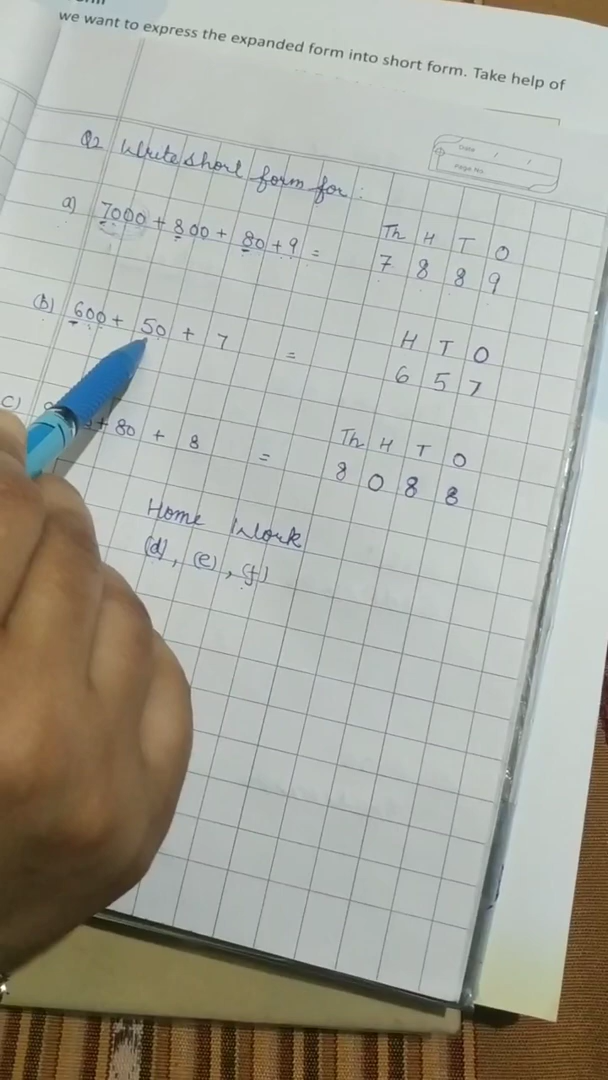 we want to express the expanded form into short form. Take help of
Date / /
Page No.
Q2 Write short form for:
a) 7000 + 800 + 80 + 9 = Th H T O
7 8 8 9
(b) 600 + 50 + 7 = H T O
6 5 7
c) + 80 + 8 = Th H T O
8 0 8 8
Home Work
(d), (e), (f)